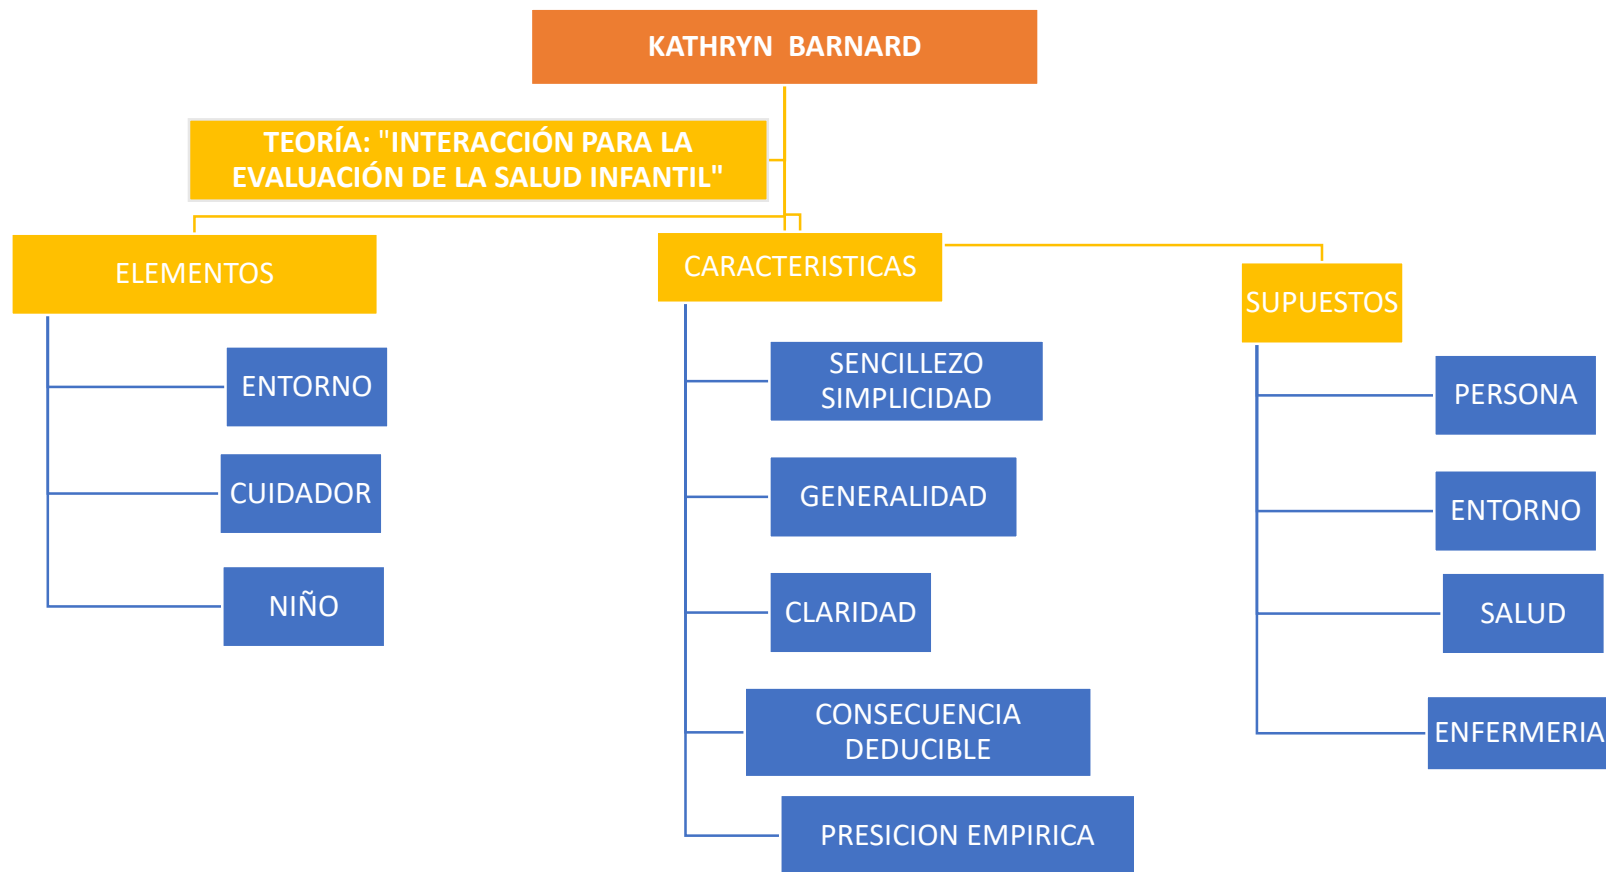 KATHRYN BARNARD
TEORÍA: "INTERACCIÓN PARA LA
EVALUACIÓN DE LA SALUD INFANTIL"
ELEMENTOS
ENTORNO
CUIDADOR
NIÑO
CARACTERISTICAS
SENCILLEZO
SIMPLICIDAD
GENERALIDAD
CLARIDAD
CONSECUENCIA
DEDUCIBLE
PRESICION EMPIRICA
SUPUESTOS
PERSONA
ENTORNO
SALUD
ENFERMERIA